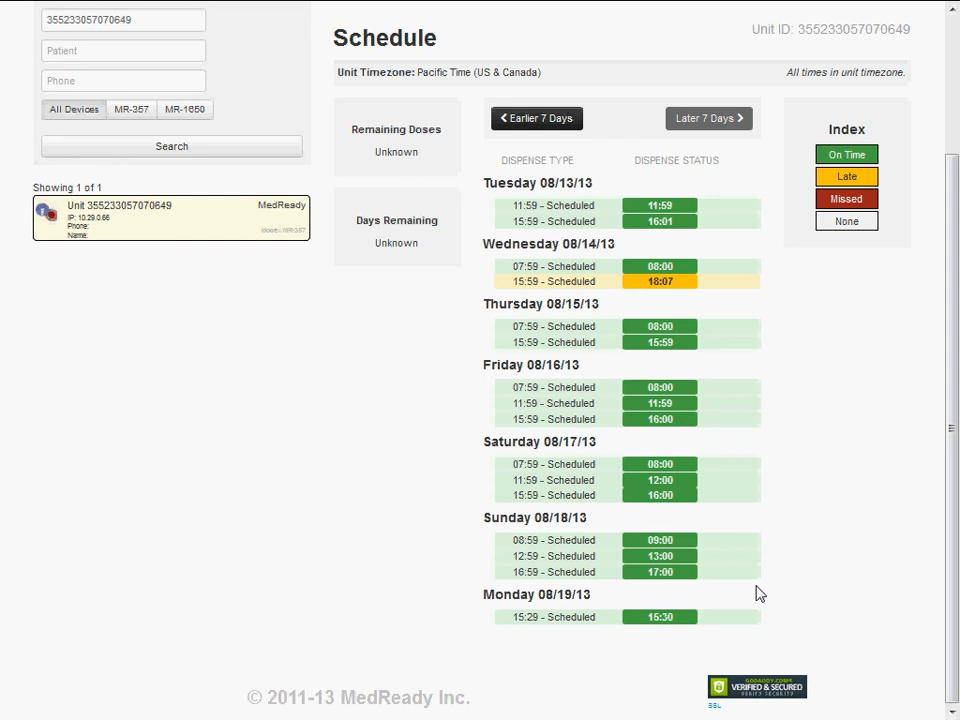 355233057070649
Patient
Phone
All Devices MR-357 MR-1650
Search
Showing 1 of 1
Unit 355233057070649 MedReady
IP: 10.29.0.66
Phone:
Name:
Schedule
Unit ID: 355233057070649
Unit Timezone: Pacific Time (US & Canada) All times in unit timezone.
Remaining Doses
Unknown
Days Remaining
Unknown
Earlier 7 Days Later 7 Days
DISPENSE TYPE DISPENSE STATUS
Tuesday 08/13/13
11:59 - Scheduled 11:59
15:59 - Scheduled 16:01
Wednesday 08/14/13
07:59 - Scheduled 08:00
15:59 - Scheduled 18:07
Thursday 08/15/13
07:59 - Scheduled 08:00
15:59 - Scheduled 15:59
Friday 08/16/13
07:59 - Scheduled 08:00
11:59 - Scheduled 11:59
15:59 - Scheduled 16:00
Saturday 08/17/13
07:59 - Scheduled 08:00
11:59 - Scheduled 12:00
15:59 - Scheduled 16:00
Sunday 08/18/13
08:59 - Scheduled 09:00
12:59 - Scheduled 13:00
16:59 - Scheduled 17:00
Monday 08/19/13
15:29 - Scheduled 15:30
Index
On Time
Late
Missed
None
© 2011-13 MedReady Inc.
GODADDY.COM®
VERIFIED & SECURED
VERIFY SECURITY
SSL